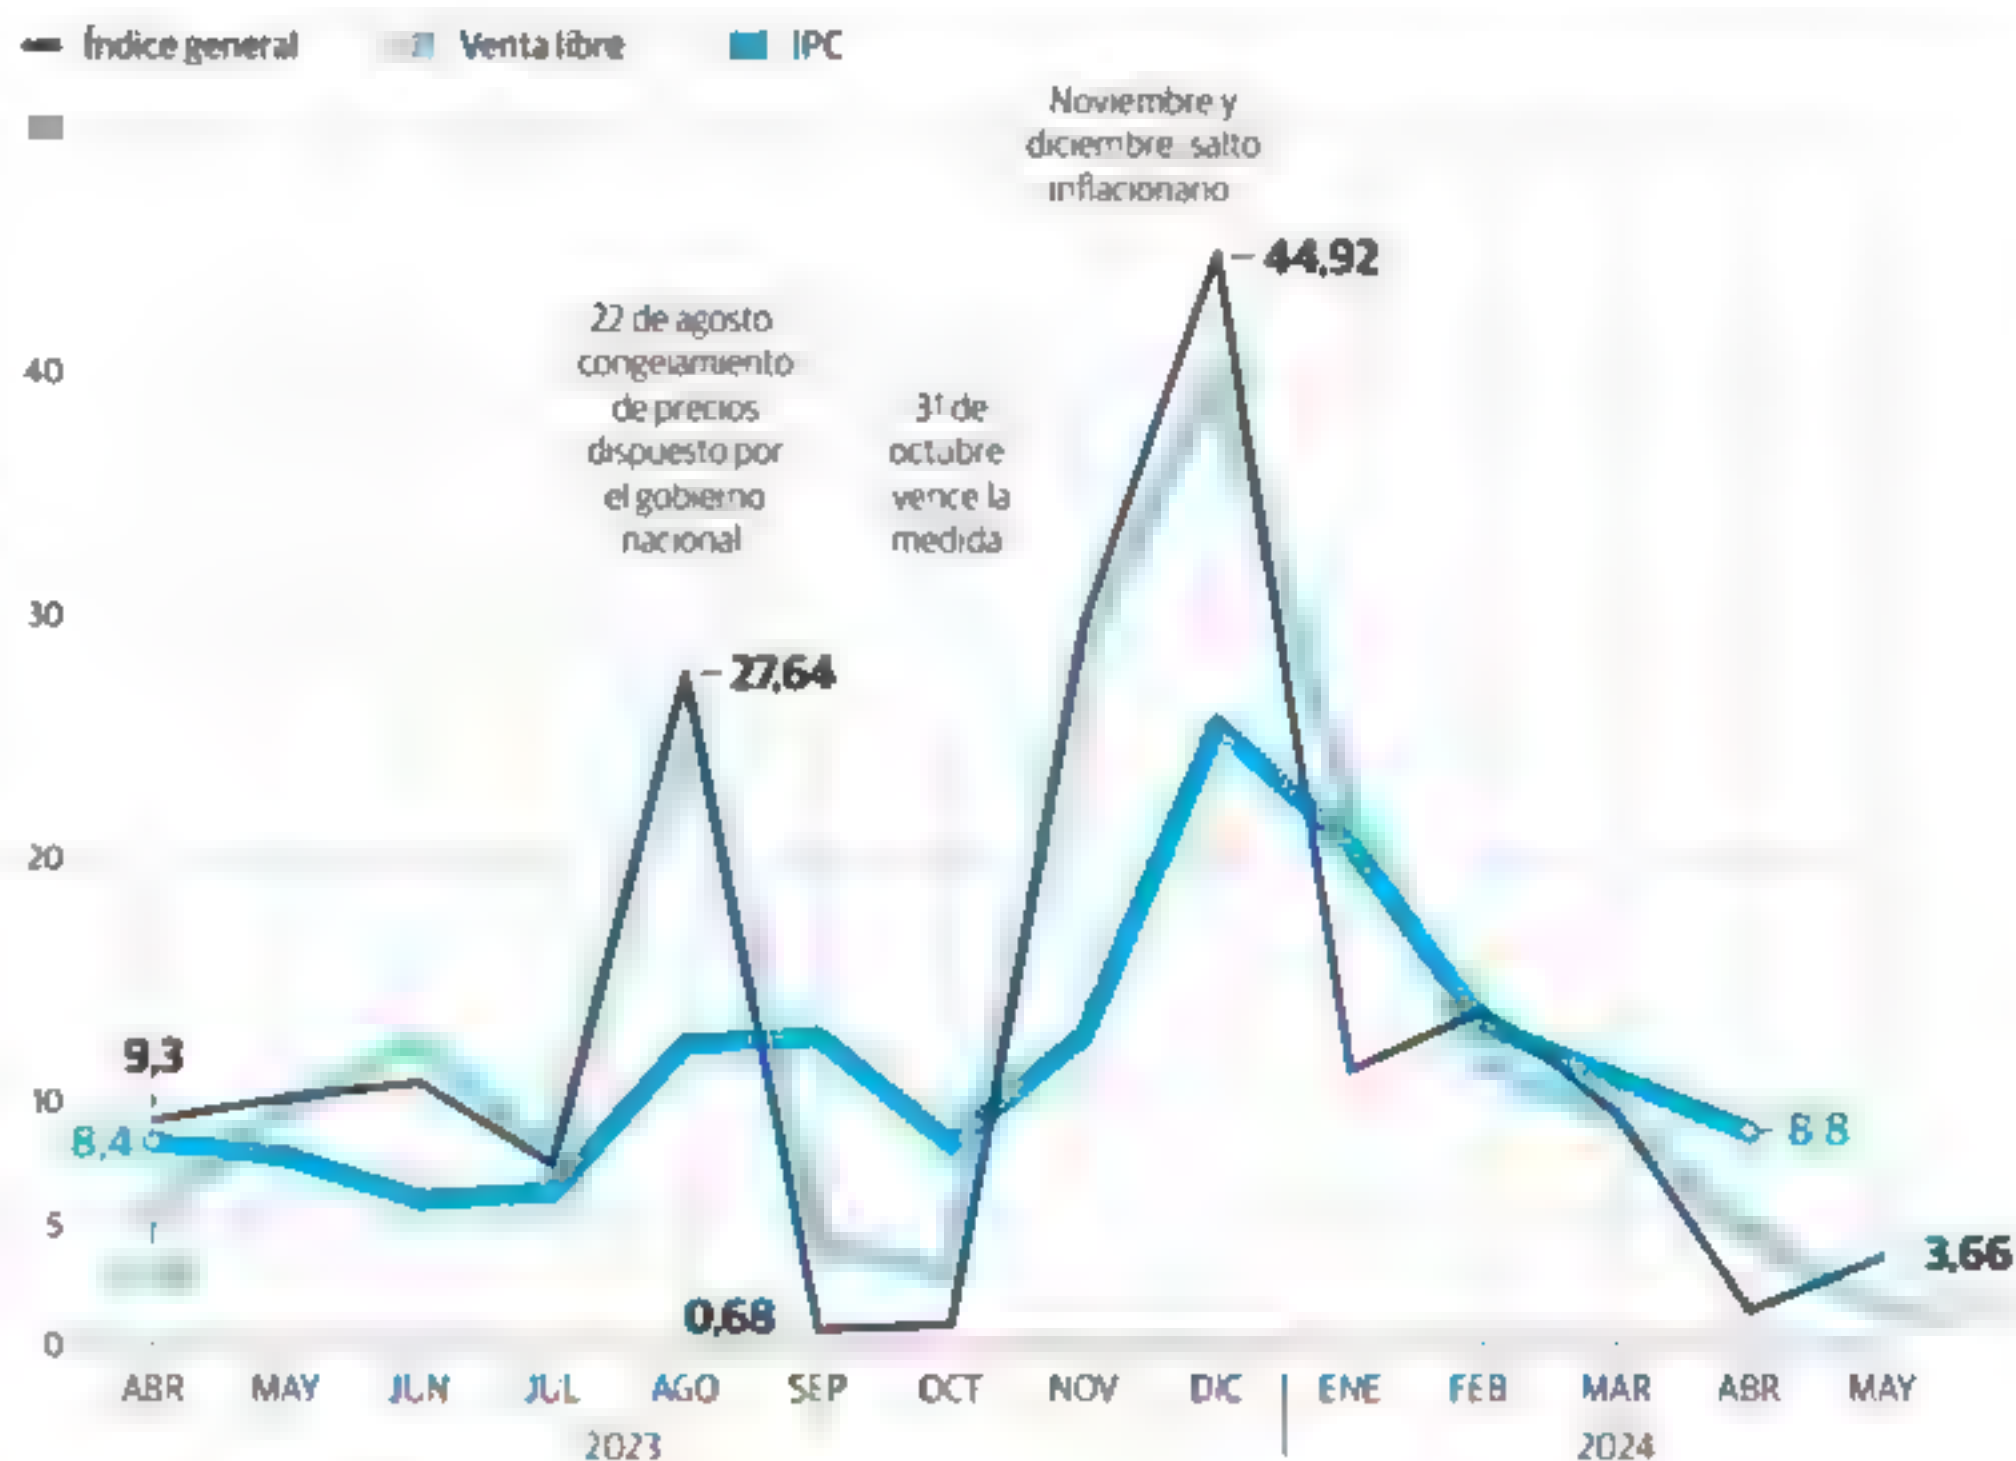 Índice general
Venta libre
IPC
Noviembre y
diciembre salto
inflacionario
44,92
22 de agosto
congelamiento
de precios
dispuesto por
el gobierno
nacional
31 de
octubre
vence la
medida
27,64
40
30
20
10
5
0
9,3
8,4
0,68
8 8
3,66
ABR MAY JUN JUL AGO SEP OCT NOV DIC ENE FEB MAR ABR MAY
2023 2024